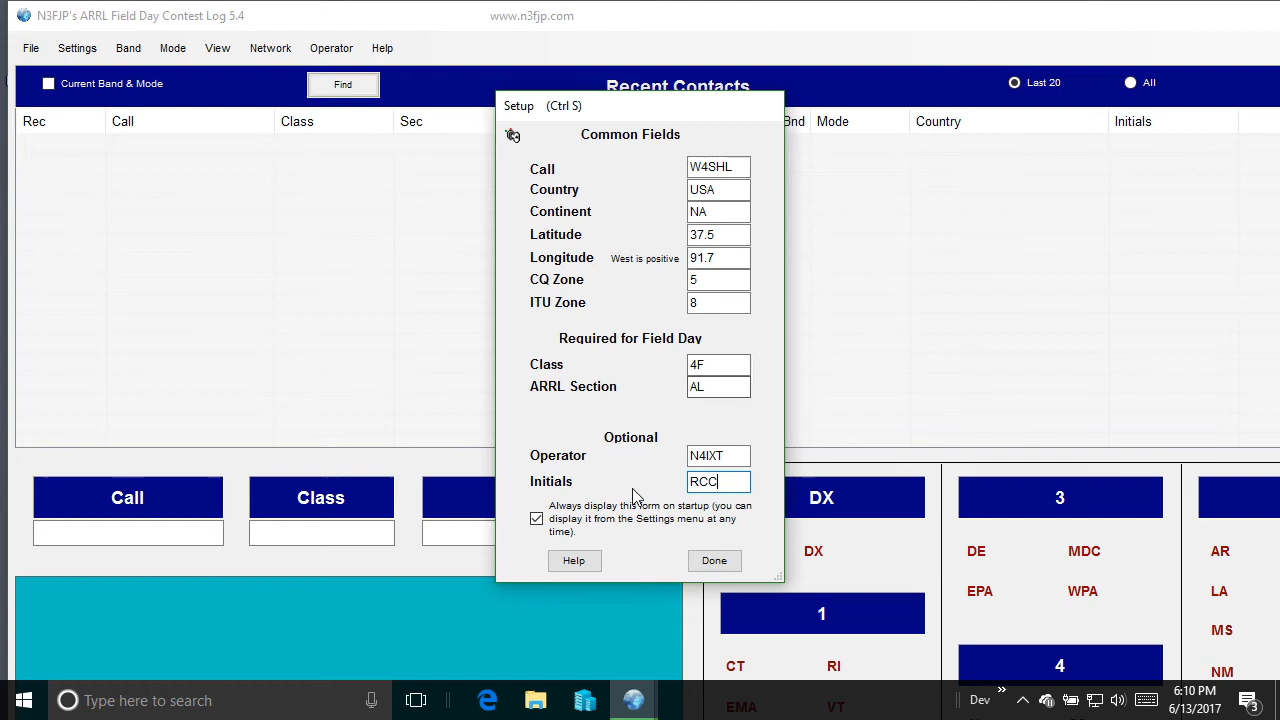 N3FJP's ARRL Field Day Contest Log 5.4 www.n3fjp.com
File Settings Band Mode View Network Operator Help
Current Band & Mode Find Recent Contacts Last 20 All
Rec Call Class Sec Bnd Mode Country Initials
Setup (Ctrl S)
Common Fields
Call W4SHL
Country USA
Continent NA
Latitude 37.5
Longitude West is positive 91.7
CQ Zone 5
ITU Zone 8
Required for Field Day
Class 4F
ARRL Section AL
Optional
Operator N4IXT
Initials RCC
Always display this form on startup (you can
display it from the Settings menu at any
time).
Help Done
Call Class DX 3
DX DE MDC AR
EPA WPA LA
1 MS
CT RI 4 NM
EMA VT
Type here to search Dev 6:10 PM
6/13/2017 3